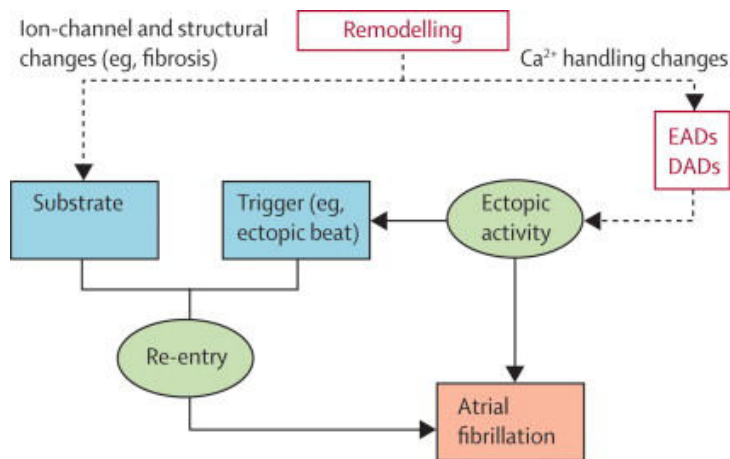 Ion-channel and structural
changes (eg, fibrosis)
Remodelling
Ca²⁺ handling changes
EADs
DADs
Substrate
Trigger (eg,
ectopic beat)
Ectopic
activity
Re-entry
Atrial
fibrillation